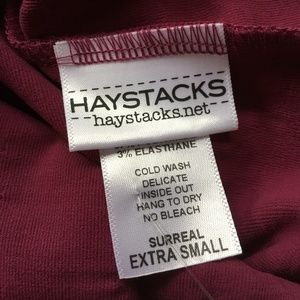 HAYSTACKS
haystacks.net
3% ELASTHANE
COLD WASH
DELICATE
INSIDE OUT
HANG TO DRY
NO BLEACH
SURREAL
EXTRA SMALL